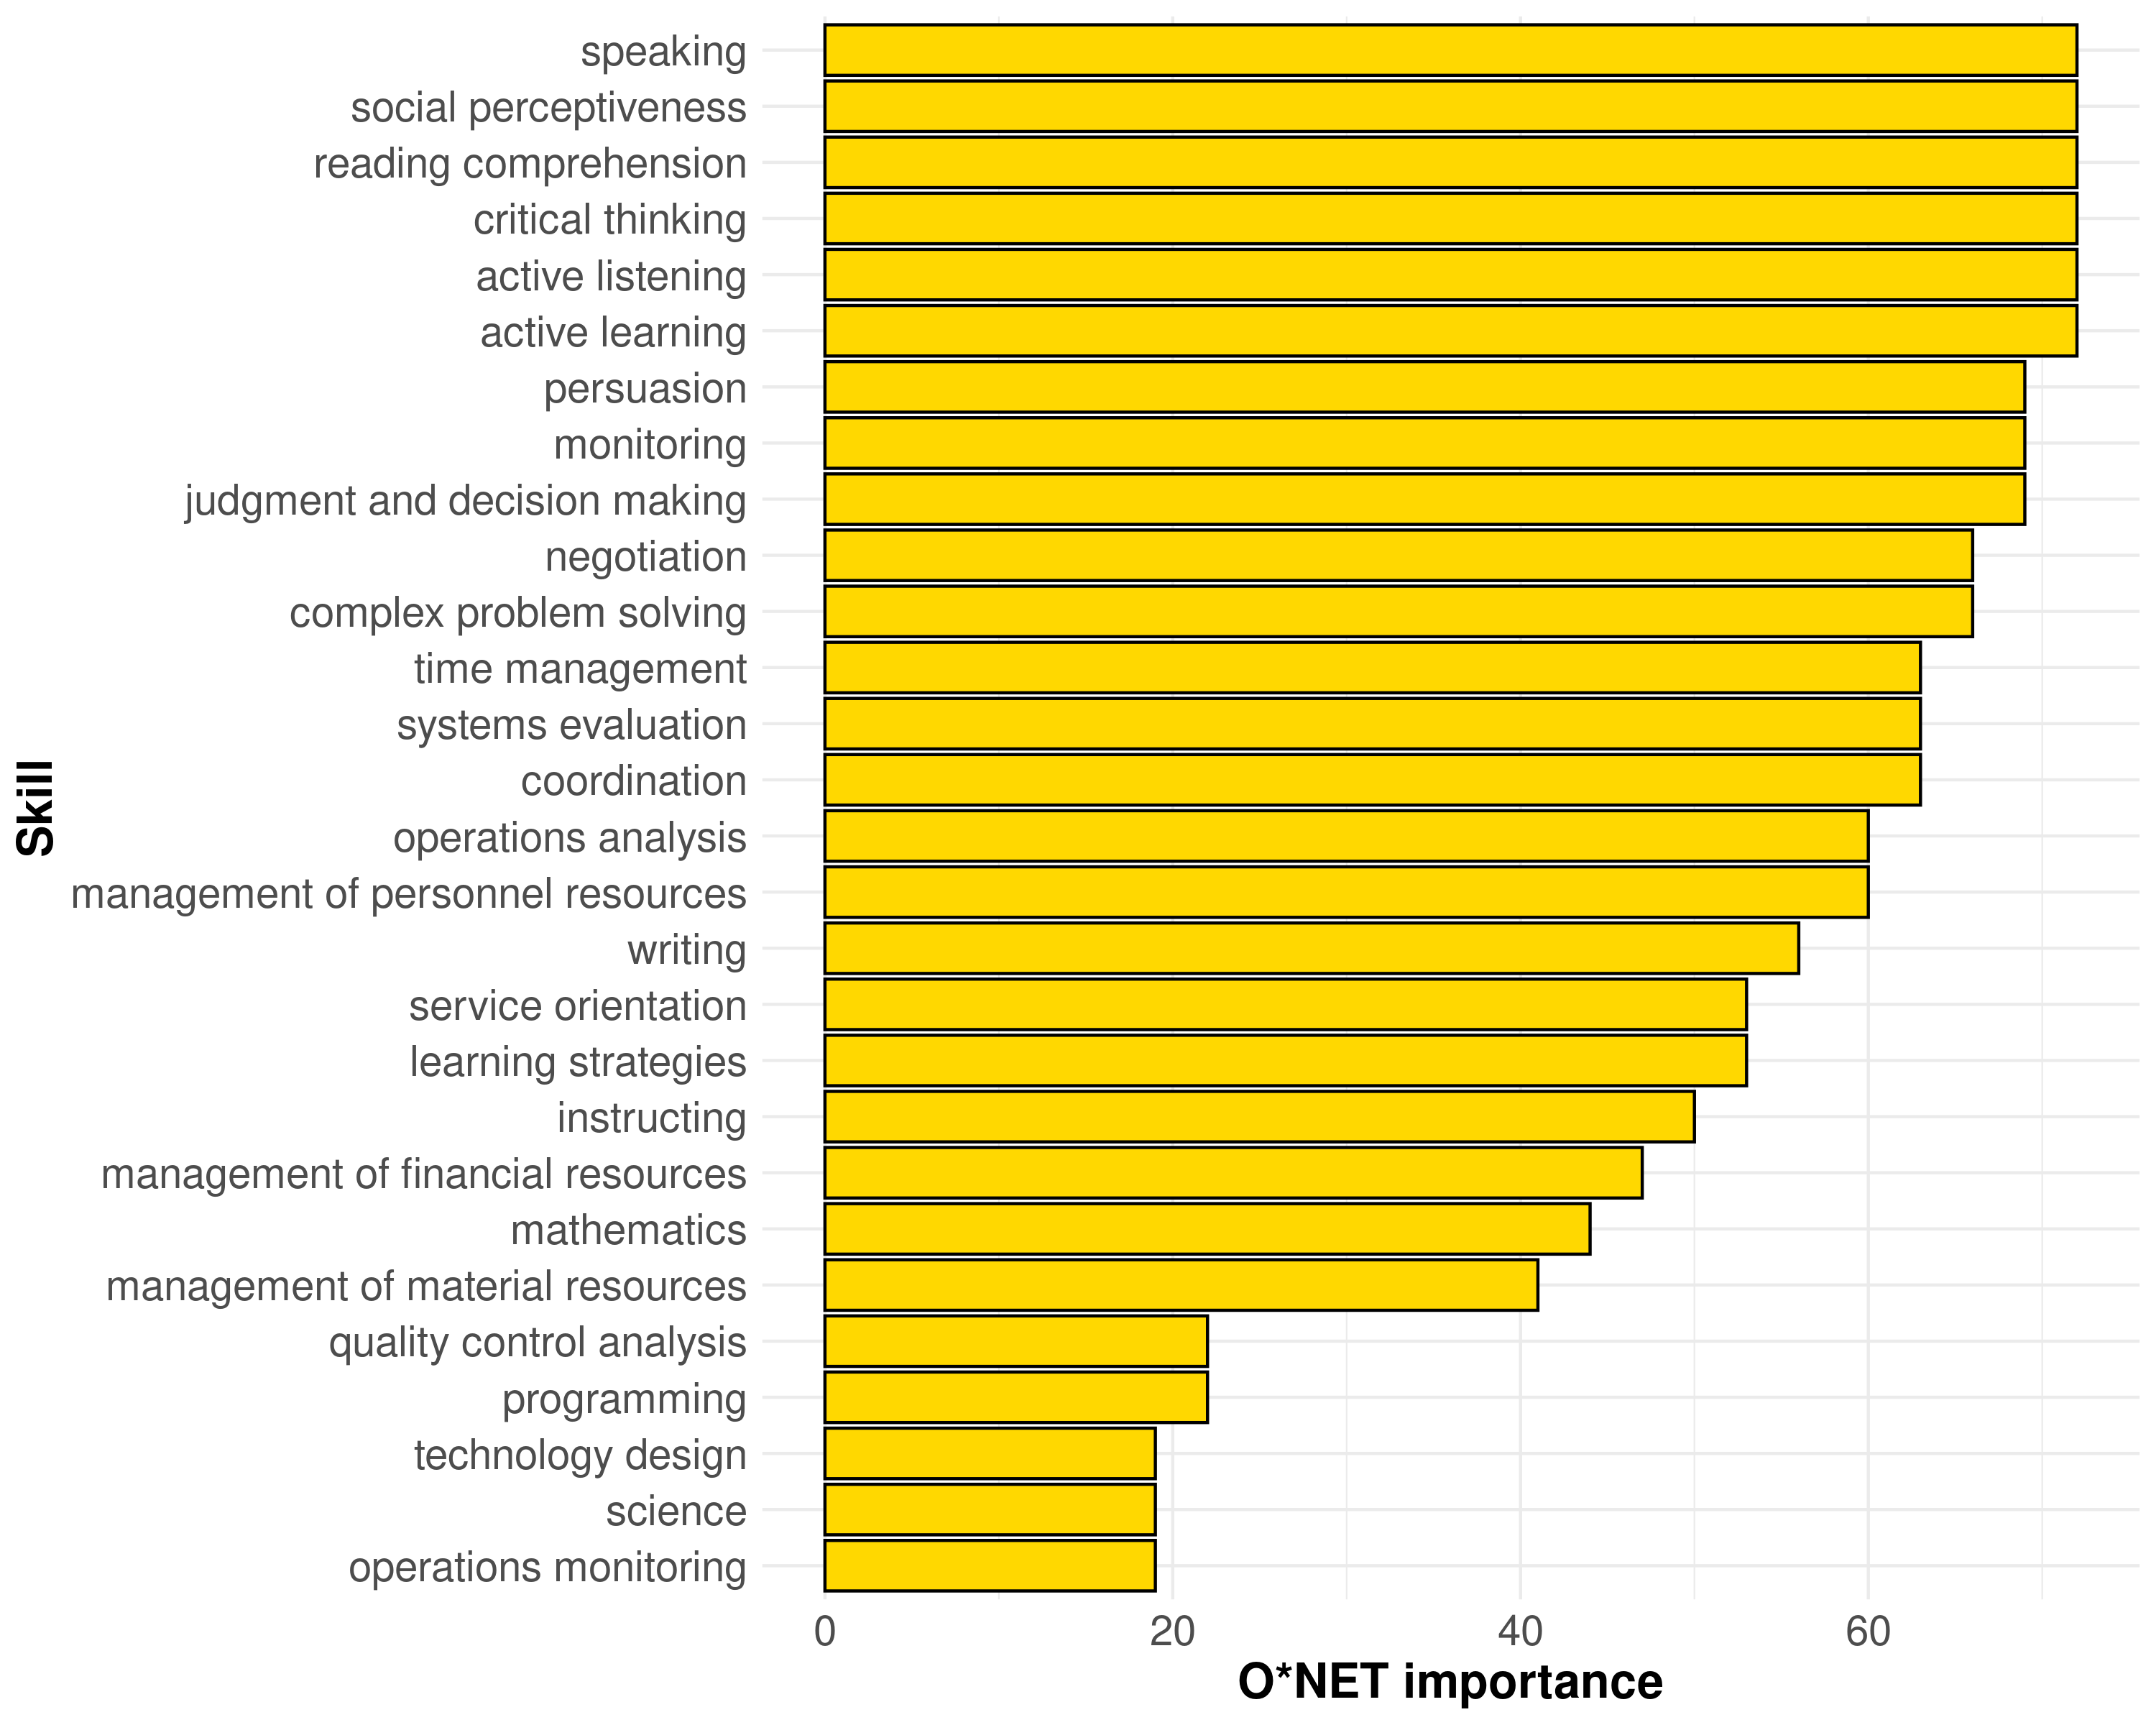 speaking
social perceptiveness
reading comprehension
critical thinking
active listening
active learning
persuasion
monitoring
judgment and decision making
negotiation
complex problem solving
time management
systems evaluation
coordination
operations analysis
management of personnel resources
writing
service orientation
learning strategies
instructing
management of financial resources
mathematics
management of material resources
quality control analysis
programming
technology design
science
operations monitoring
Skill
0 20 40 60
O*NET importance